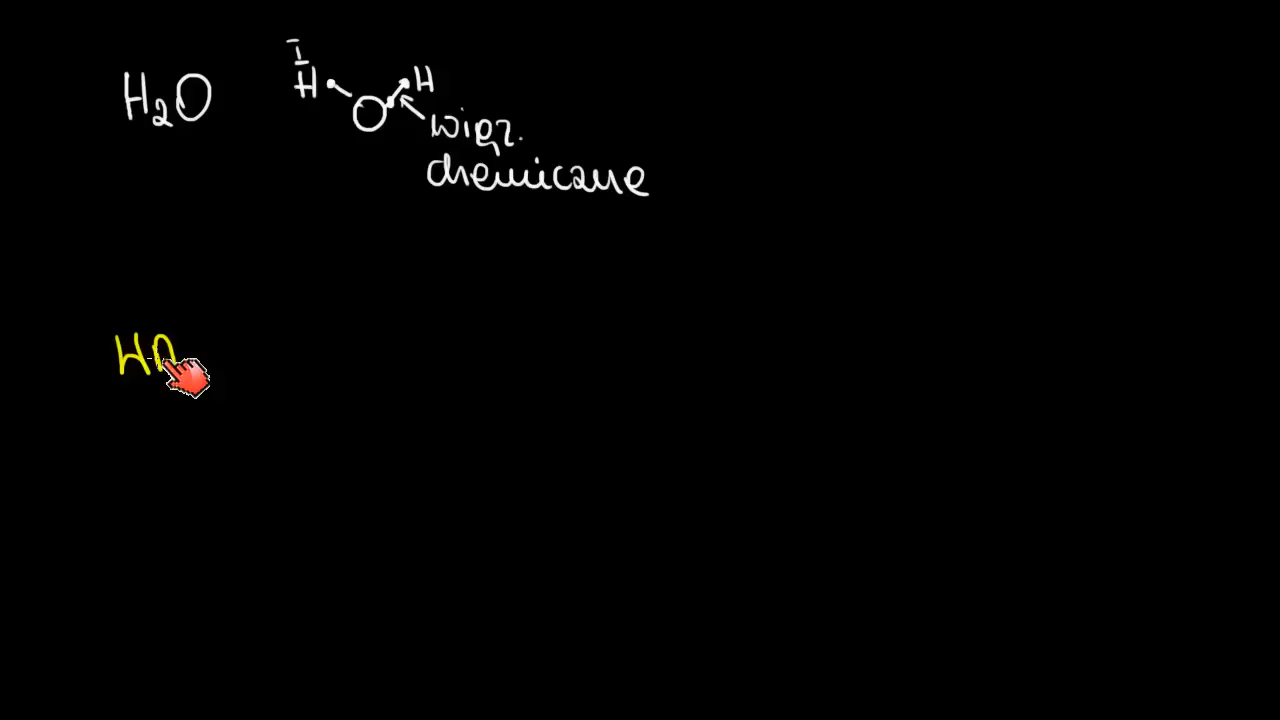 H₂O
I
H O H
wiąz.
chemiczne
H